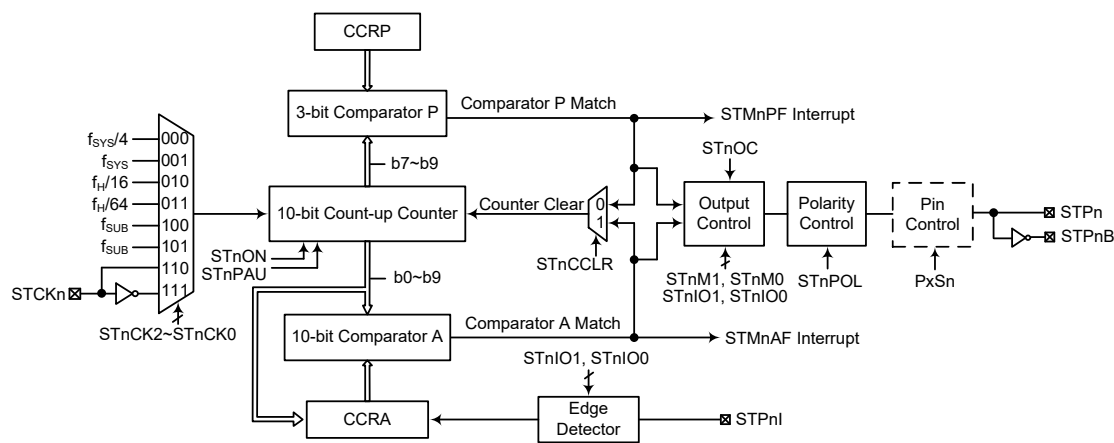 CCRP
3-bit Comparator P
Comparator P Match
STMnPF Interrupt
fSYS/4
000
fSYS
001
fH/16
010
fH/64
011
fSUB
100
fSUB
101
110
111
STCKn
STnCK2~STnCK0
b7~b9
10-bit Count-up Counter
Counter Clear
0
1
STnCCLR
STnON
STnPAU
b0~b9
STnOC
Output
Control
STnM1, STnM0
STnIO1, STnIO0
Polarity
Control
STnPOL
Pin
Control
PxSn
STPn
STPnB
10-bit Comparator A
Comparator A Match
STMnAF Interrupt
STnIO1, STnIO0
CCRA
Edge
Detector
STPnI